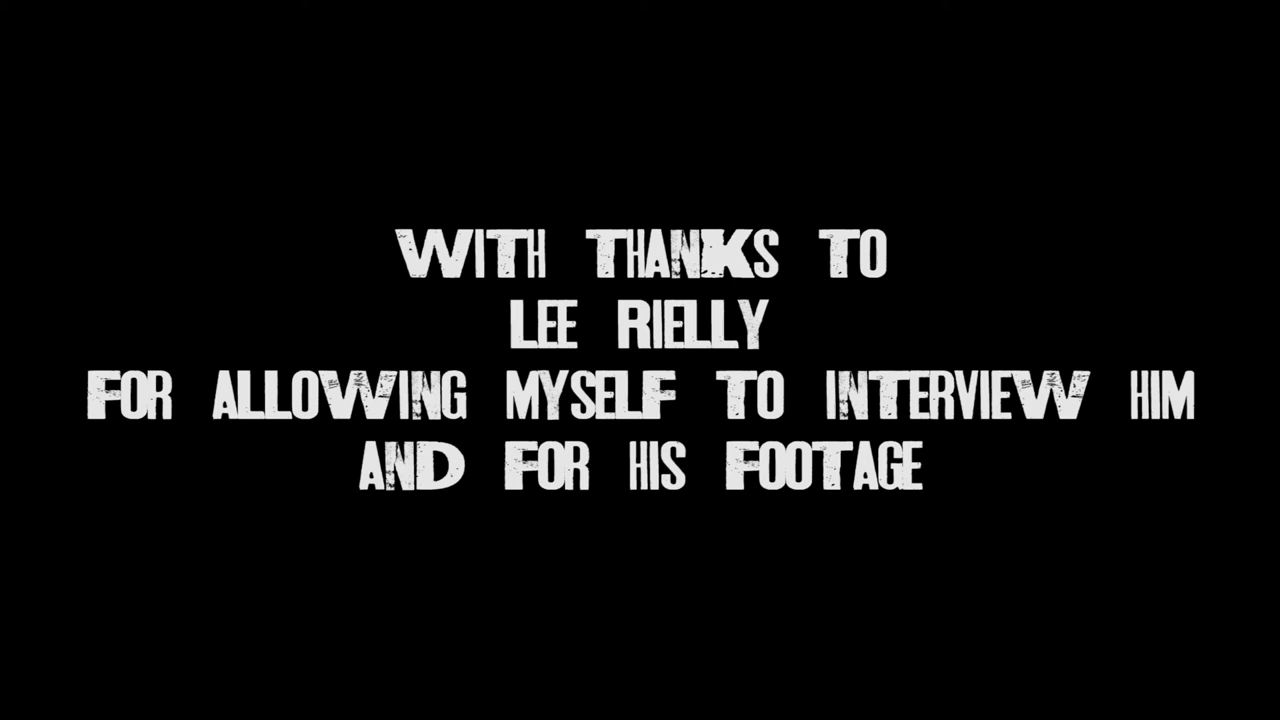 WITH THANKS TO
LEE RIELLY
FOR ALLOWING MYSELF TO INTERVIEW HIM
AND FOR HIS FOOTAGE